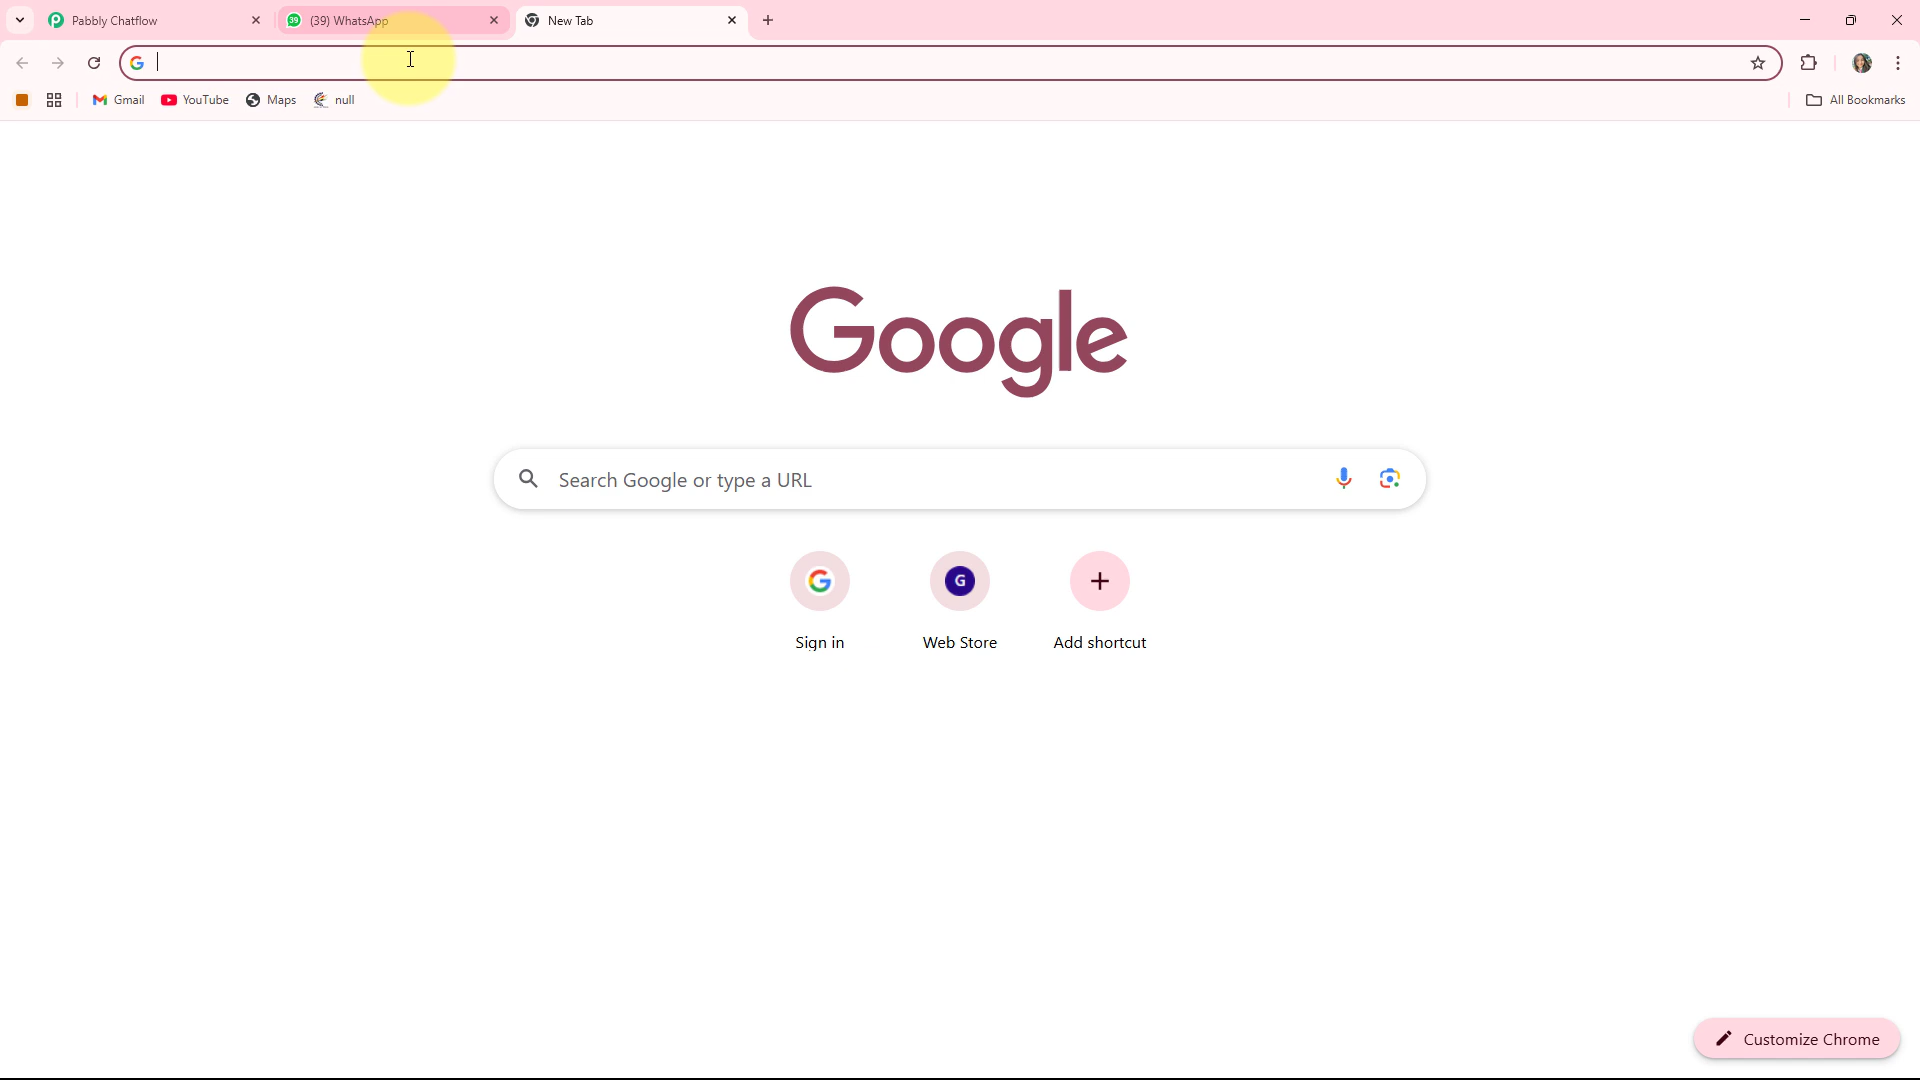 Pabbly Chatflow
39 (39) WhatsApp
New Tab
Gmail
YouTube
Maps
null
All Bookmarks
Google
Search Google or type a URL
G
Sign in
Web Store
Add shortcut
Customize Chrome